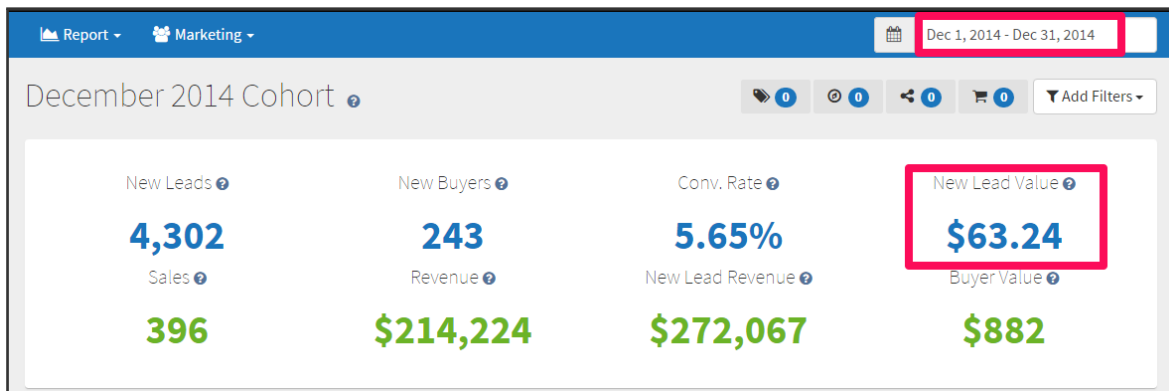 Report Marketing Dec 1, 2014 - Dec 31, 2014
December 2014 Cohort 0 0 0 0 Add Filters
New Leads New Buyers Conv. Rate New Lead Value
4,302 243 5.65% $63.24
Sales Revenue New Lead Revenue Buyer Value
396 $214,224 $272,067 $882